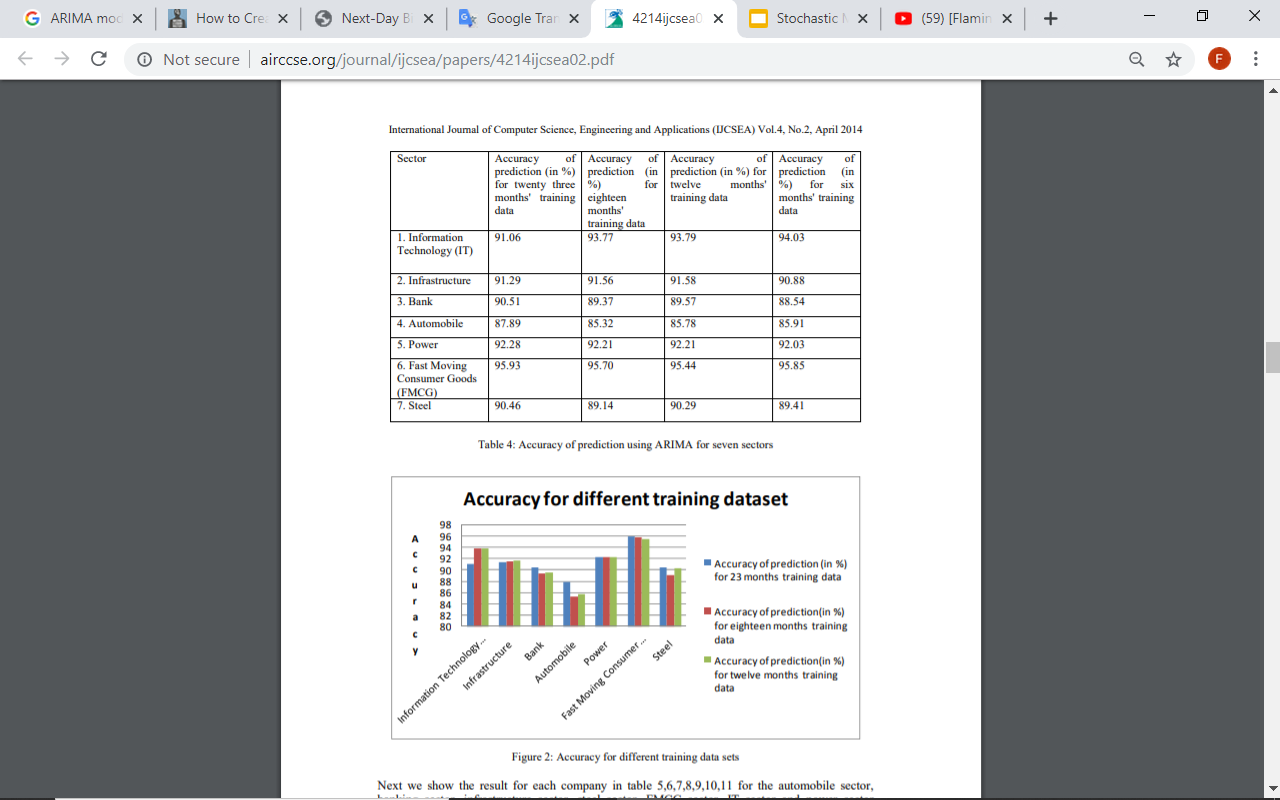 ARIMA mod
How to Crea
Next-Day B
Google Tran
4214ijcsea0
Stochastic M
(59) [Flamin
Not secure airccse.org/journal/ijcsea/papers/4214ijcsea02.pdf
F
International Journal of Computer Science, Engineering and Applications (IJCSEA) Vol.4, No.2, April 2014
Sector
Accuracy of
prediction (in %)
for twenty three
months' training
data
Accuracy of
prediction (in
%) for
eighteen
months'
training data
Accuracy of
prediction (in %) for
twelve months'
training data
Accuracy of
prediction (in
%) for six
months' training
data
1. Information
Technology (IT)
91.06
93.77
93.79
94.03
2. Infrastructure 91.29 91.56 91.58 90.88
3. Bank 90.51 89.37 89.57 88.54
4. Automobile 87.89 85.32 85.78 85.91
5. Power 92.28 92.21 92.21 92.03
6. Fast Moving
Consumer Goods
(FMCG)
95.93
95.70
95.44
95.85
7. Steel 90.46 89.14 90.29 89.41
Table 4: Accuracy of prediction using ARIMA for seven sectors
Accuracy for different training dataset
Accuracy
98
96
94
92
90
88
86
84
82
80
Information Technology...
Infrastructure
Bank
Automobile
Power
Fast Moving Consumer...
Steel
Accuracy of prediction (in %)
for 23 months training data
Accuracy of prediction(in %)
for eighteen months training
data
Accuracy of prediction(in %)
for twelve months training
data
Figure 2: Accuracy for different training data sets
Next we show the result for each company in table 5,6,7,8,9,10,11 for the automobile sector,